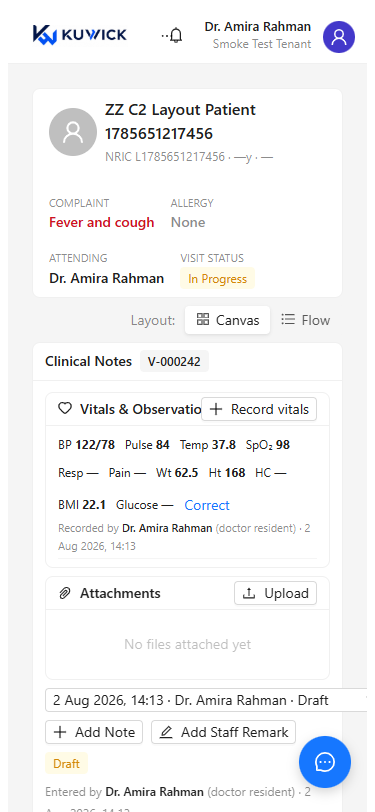 KUWICK
Dr. Amira Rahman
Smoke Test Tenant
ZZ C2 Layout Patient
1785651217456
NRIC L1785651217456 · —y · —
COMPLAINT
ALLERGY
Fever and cough
None
ATTENDING
VISIT STATUS
Dr. Amira Rahman
In Progress
Layout:
Canvas
Flow
Clinical Notes
V-000242
Vitals & Observatio
Record vitals
BP 122/78 Pulse 84 Temp 37.8 SpO₂ 98
Resp — Pain — Wt 62.5 Ht 168 HC —
BMI 22.1 Glucose — Correct
Recorded by Dr. Amira Rahman (doctor resident) · 2
Aug 2026, 14:13
Attachments
Upload
No files attached yet
2 Aug 2026, 14:13 · Dr. Amira Rahman · Draft
Add Note
Add Staff Remark
Draft
Entered by Dr. Amira Rahman (doctor resident) · 2